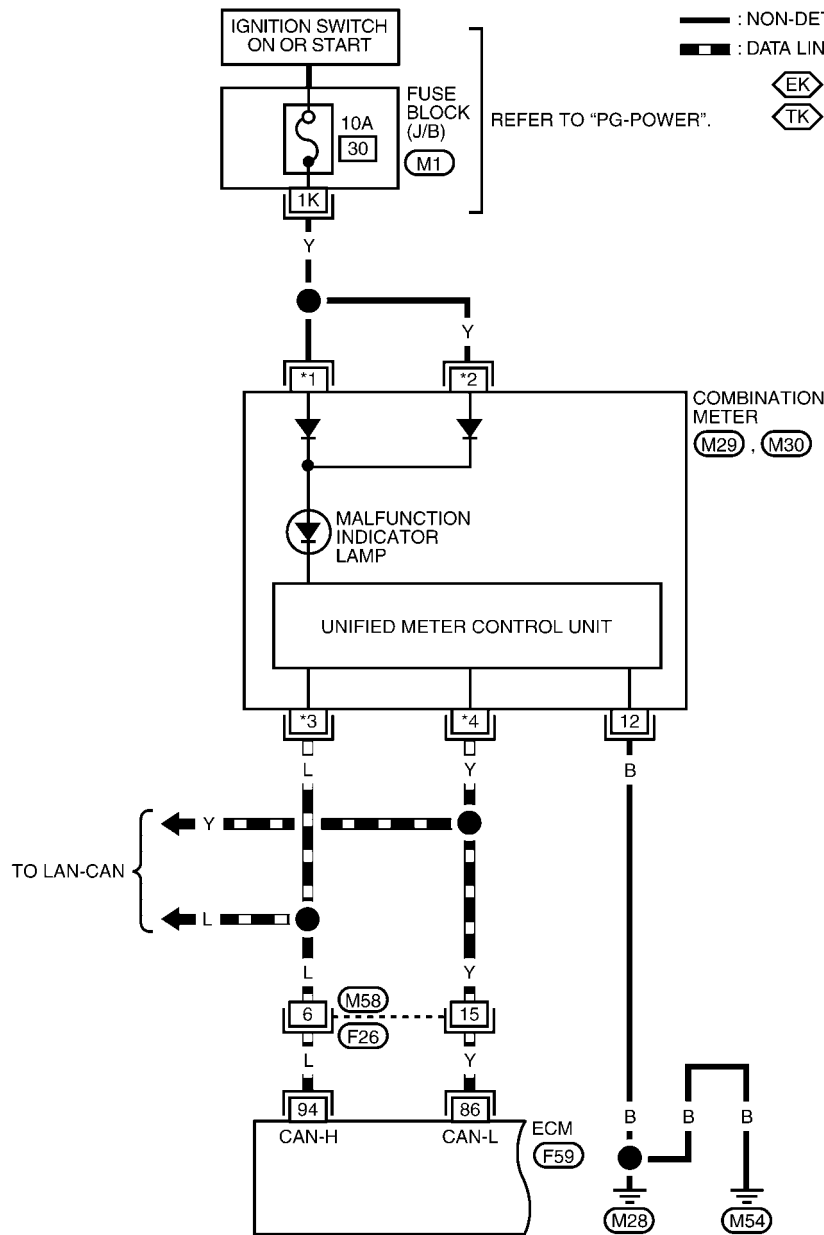 IGNITION SWITCH
ON OR START
: NON-DE
: DATA LIN
EK
TK
FUSE
BLOCK
(J/B)
M1
10A
30
REFER TO "PG-POWER".
1K
Y
Y
*1
*2
COMBINATION
METER
M29 , M30
MALFUNCTION
INDICATOR
LAMP
UNIFIED METER CONTROL UNIT
*3
*4
12
L
Y
B
TO LAN-CAN
Y
L
L
Y
6
M58
15
F26
L
Y
94
86
CAN-H
CAN-L
ECM
F59
B
B
B
M28
M54